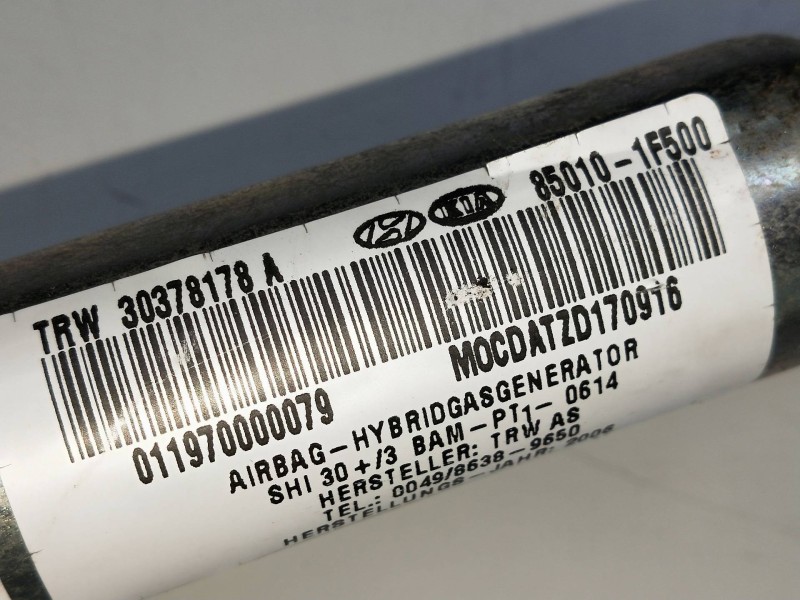 KIA 85010-1F500
TRW 30378178 A
011970000079 MOCDATZD170916
AIRBAG-HYBRIDGASGENERATOR
SHI 30+/3 BAM-PT1-0614
HERSTELLER: TRW AS
TEL.: 0049/8638-9650
HERSTELLUNGS-JAHR: 2006